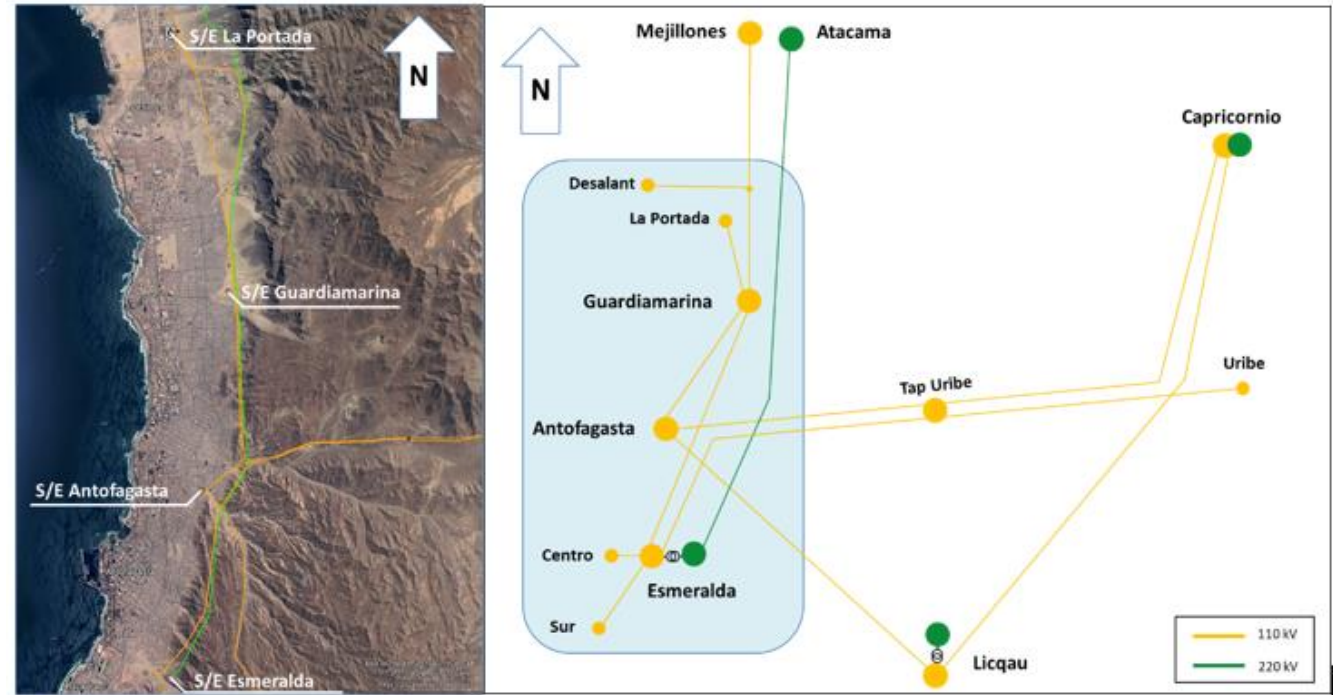 S/E La Portada
N
S/E Guardiamarina
S/E Antofagasta
S/E Esmeralda
N
Mejillones
Atacama
Capricornio
Desalant
La Portada
Guardiamarina
Uribe
Tap Uribe
Antofagasta
Centro
Esmeralda
Sur
Licqau
110 kV
220 kV